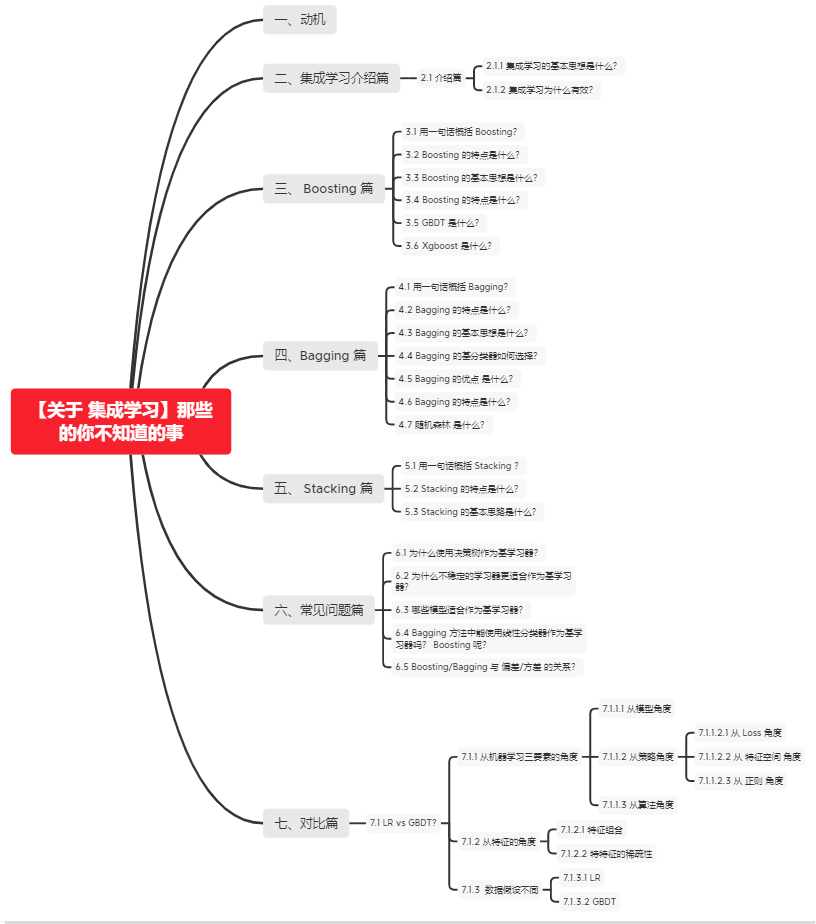 【关于 集成学习】那些
的你不知道的事
一、动机
二、集成学习介绍篇
2.1 介绍篇
2.1.1 集成学习的基本思想是什么?
2.1.2 集成学习为什么有效?
三、 Boosting 篇
3.1 用一句话概括 Boosting?
3.2 Boosting 的特点是什么?
3.3 Boosting 的基本思想是什么?
3.4 Boosting 的特点是什么?
3.5 GBDT 是什么?
3.6 Xgboost 是什么?
四、Bagging 篇
4.1 用一句话概括 Bagging?
4.2 Bagging 的特点是什么?
4.3 Bagging 的基本思想是什么?
4.4 Bagging 的基分类器如何选择?
4.5 Bagging 的优点 是什么?
4.6 Bagging 的特点是什么?
4.7 随机森林 是什么?
五、 Stacking 篇
5.1 用一句话概括 Stacking ?
5.2 Stacking 的特点是什么?
5.3 Stacking 的基本思路是什么?
六、常见问题篇
6.1 为什么使用决策树作为基学习器?
6.2 为什么不稳定的学习器更适合作为基学习
器?
6.3 哪些模型适合作为基学习器?
6.4 Bagging 方法中能使用线性分类器作为基学
习器吗? Boosting 呢?
6.5 Boosting/Bagging 与 偏差/方差 的关系?
七、对比篇
7.1 LR vs GBDT?
7.1.1 从机器学习三要素的角度
7.1.1.1 从模型角度
7.1.1.2 从策略角度
7.1.1.2.1 从 Loss 角度
7.1.1.2.2 从 特征空间 角度
7.1.1.2.3 从 正则 角度
7.1.1.3 从算法角度
7.1.2 从特征的角度
7.1.2.1 特征组合
7.1.2.2 特特征的稀疏性
7.1.3 数据假设不同
7.1.3.1 LR
7.1.3.2 GBDT